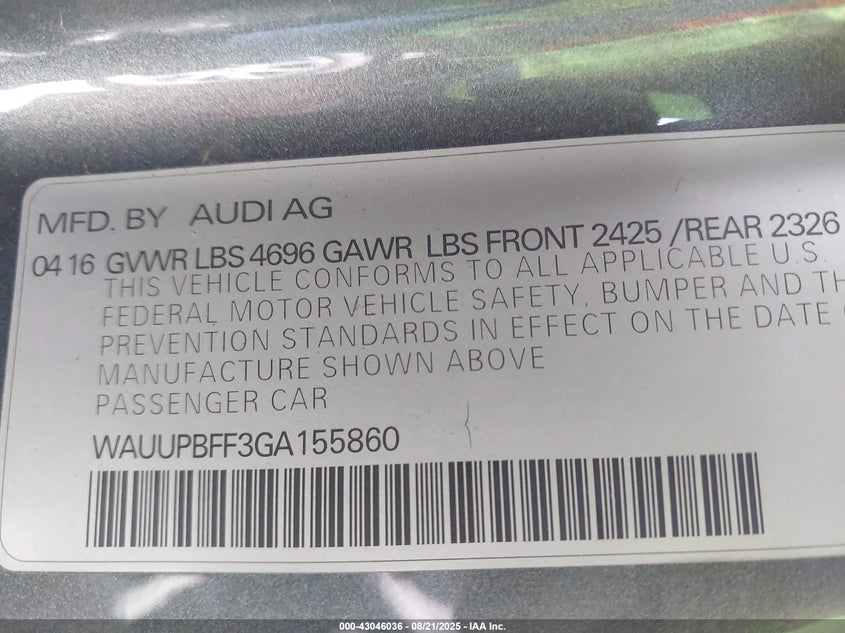 MFD. BY AUDI AG
04 16 GVWR LBS 4696 GAWR LBS FRONT 2425 /REAR 2326
THIS VEHICLE CONFORMS TO ALL APPLICABLE U.S.
FEDERAL MOTOR VEHICLE SAFETY, BUMPER AND TH
PREVENTION STANDARDS IN EFFECT ON THE DATE
MANUFACTURE SHOWN ABOVE
PASSENGER CAR
WAUUPBFF3GA155860
000-43046036 - 08/21/2025 - IAA Inc.